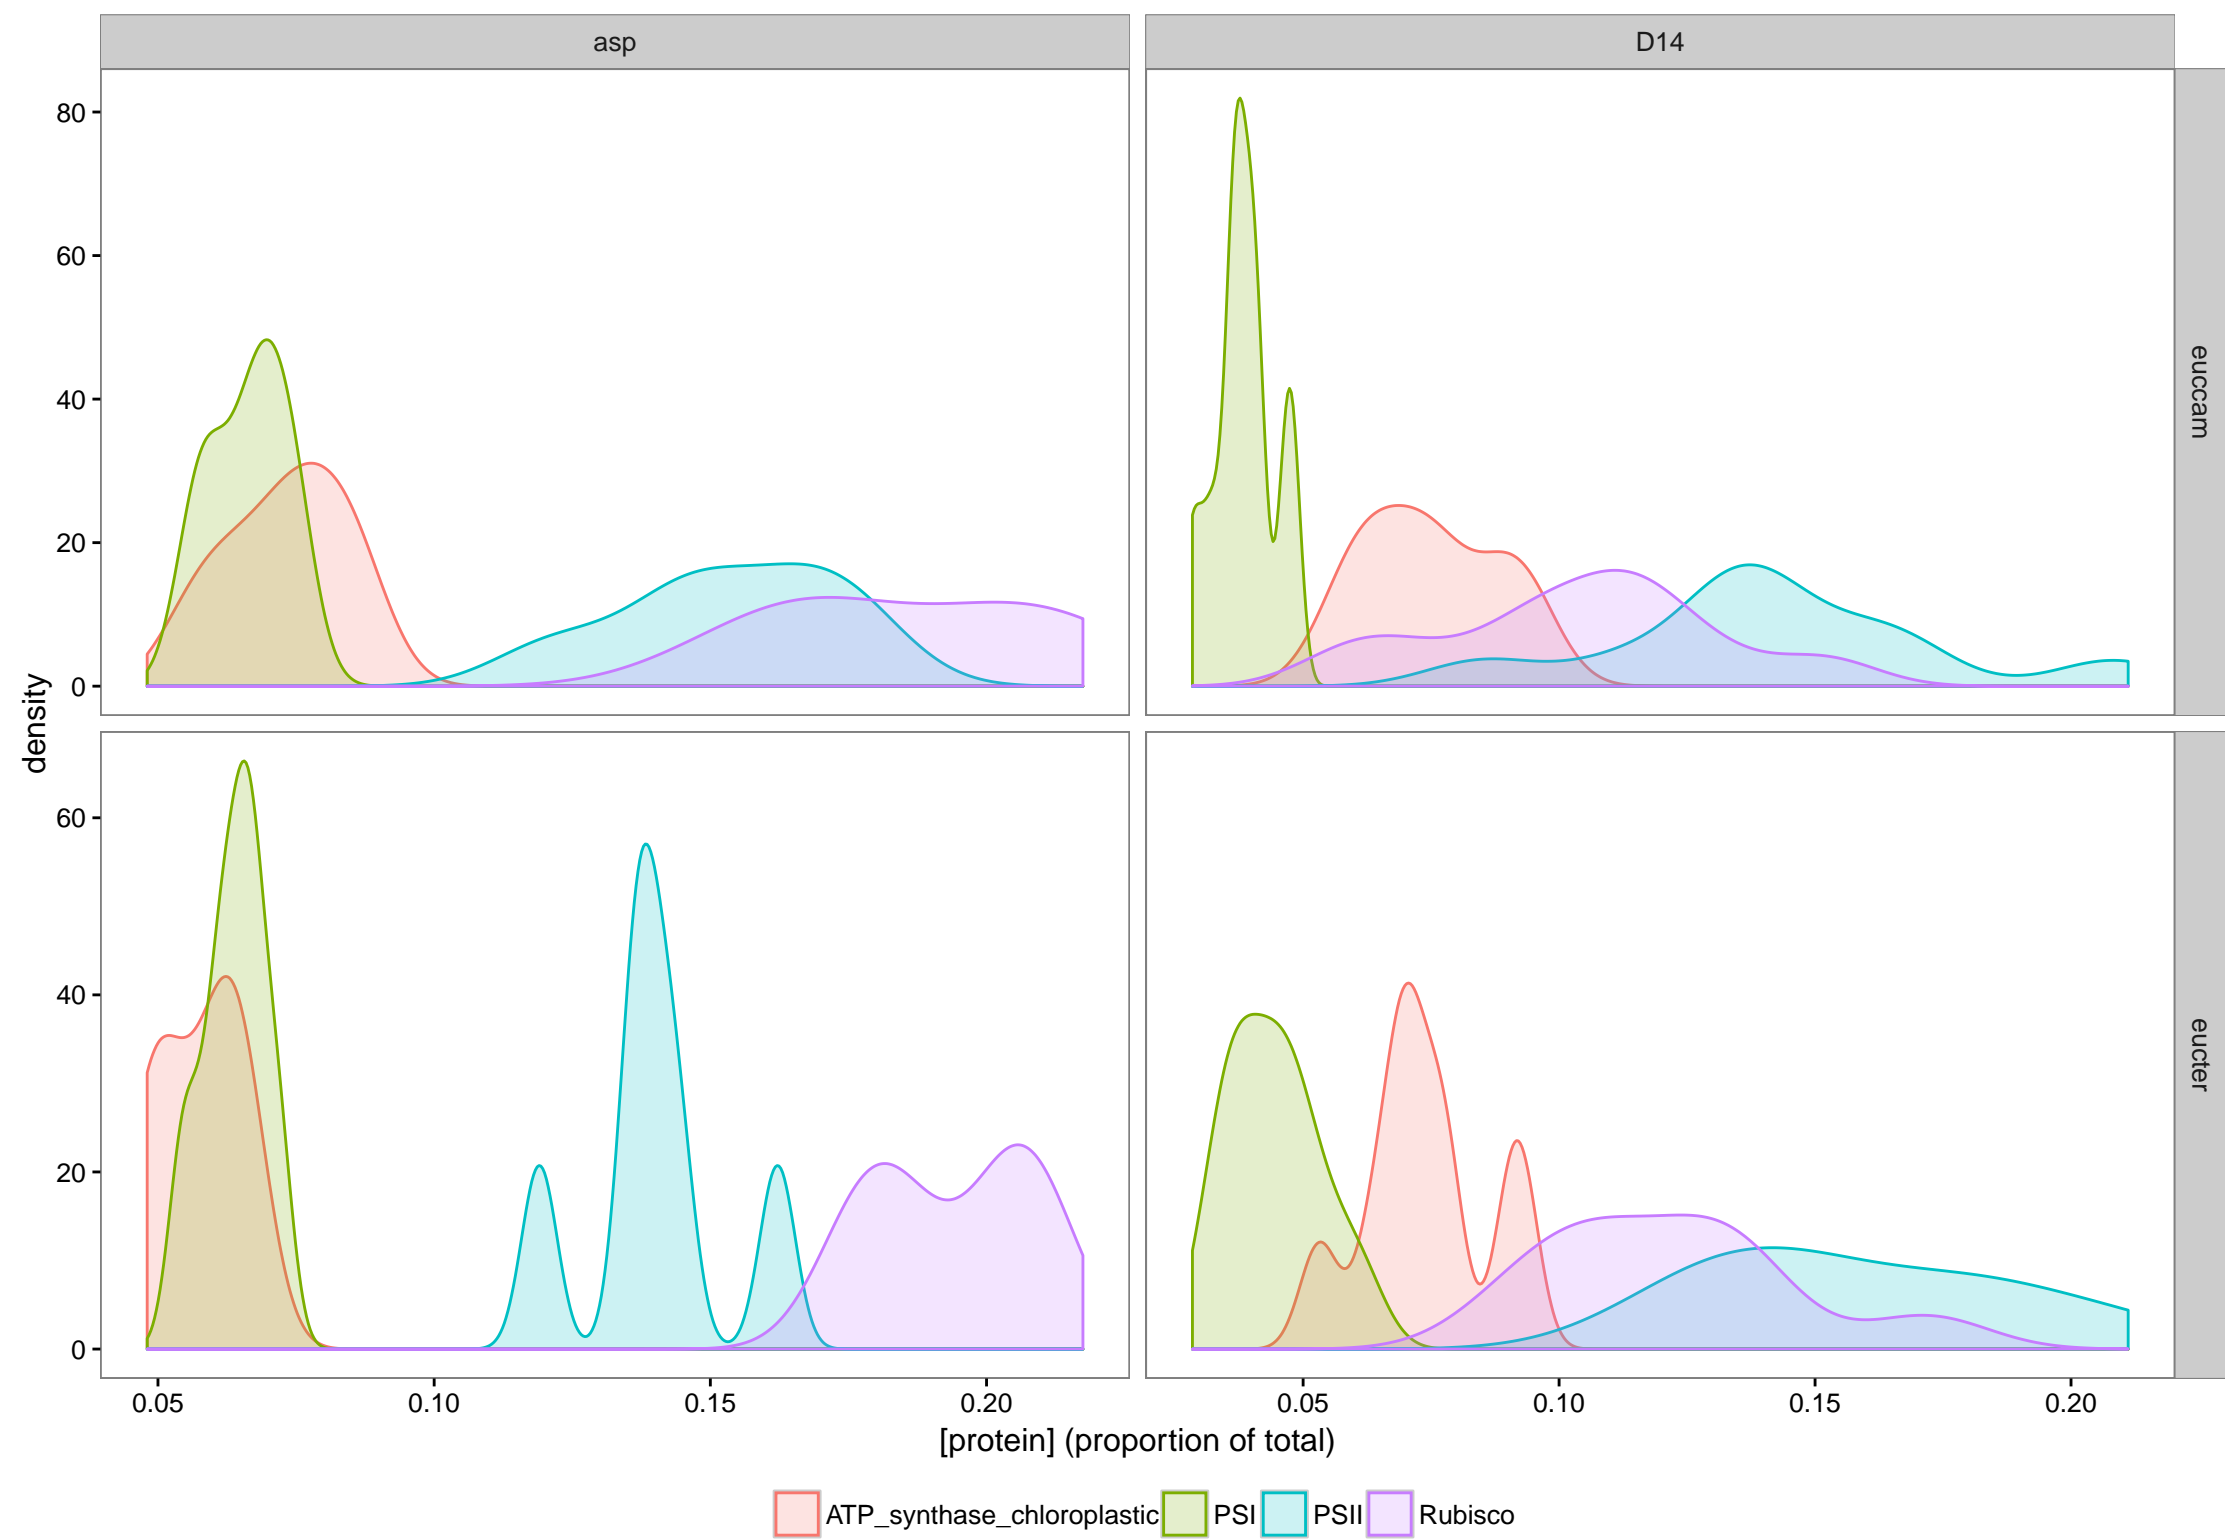 asp
D14
80
60
40
20
0
euccam
density
60
40
20
0
eucter
0.05
0.10
0.15
0.20
0.05
0.10
0.15
0.20
[protein] (proportion of total)
ATP_synthase_chloroplastic
PSI
PSII
Rubisco